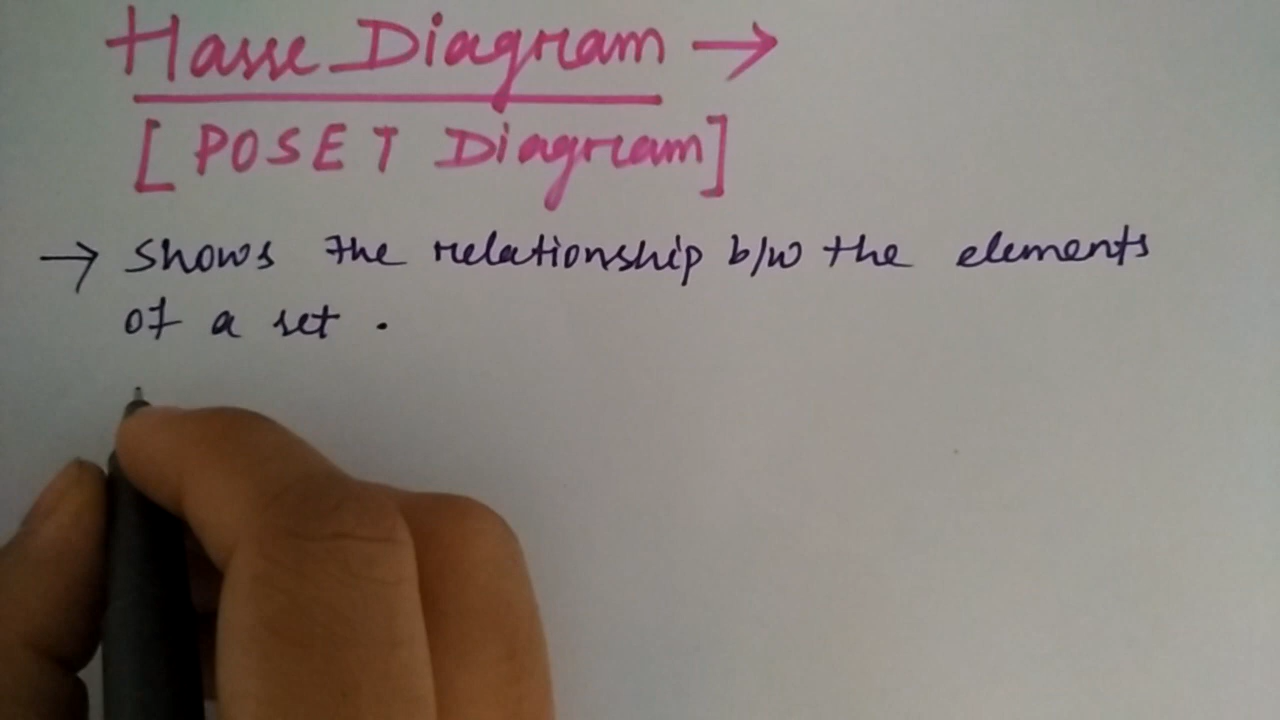 Hasse Diagram →
[ POSET Diagram ]
→ Shows the relationship b/w the elements
of a set .